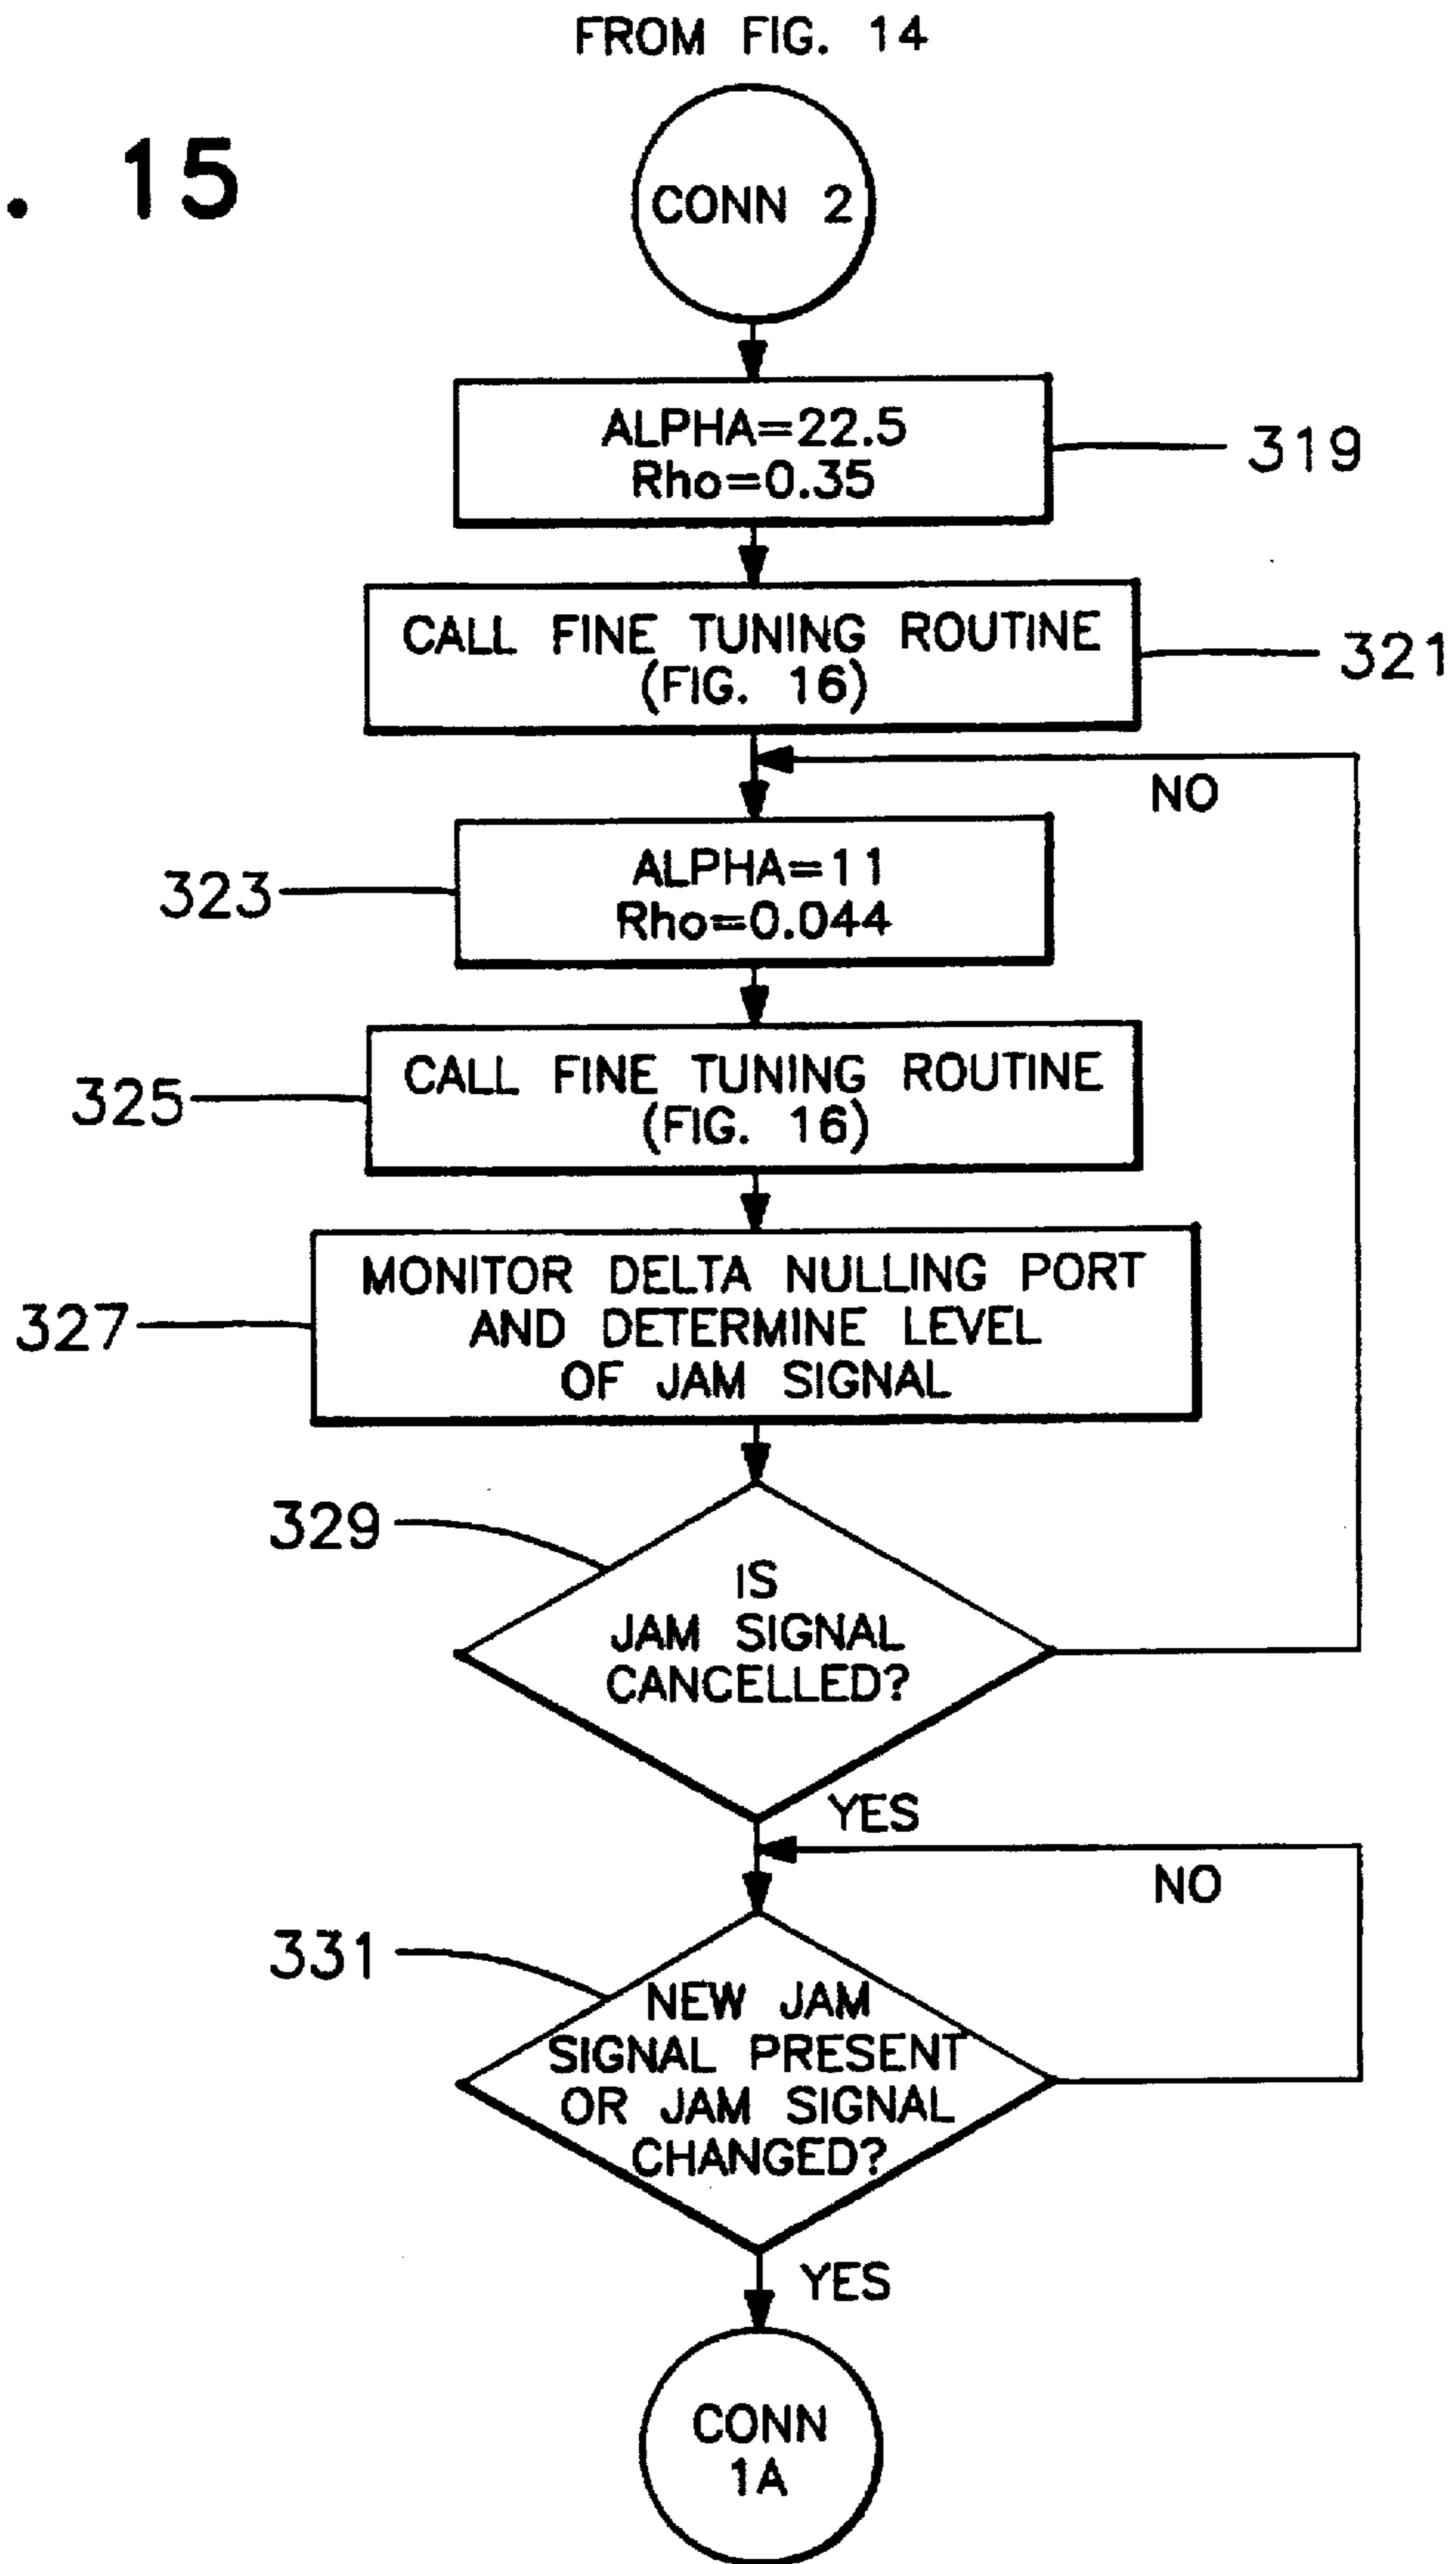 FROM FIG. 14
. 15
CONN 2
ALPHA=22.5
Rho=0.35
319
CALL FINE TUNING ROUTINE
(FIG. 16)
321
NO
ALPHA=11
Rho=0.044
323
CALL FINE TUNING ROUTINE
(FIG. 16)
325
MONITOR DELTA NULLING PORT
AND DETERMINE LEVEL
OF JAM SIGNAL
327
329
IS
JAM SIGNAL
CANCELLED?
YES
NO
331
NEW JAM
SIGNAL PRESENT
OR JAM SIGNAL
CHANGED?
YES
CONN
1A